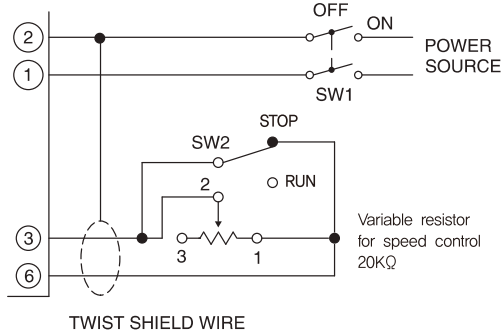 OFF
ON
2
POWER
SOURCE
1
SW1
STOP
SW2
RUN
2
3
3
1
Variable resistor
for speed control
20KΩ
6
TWIST SHIELD WIRE